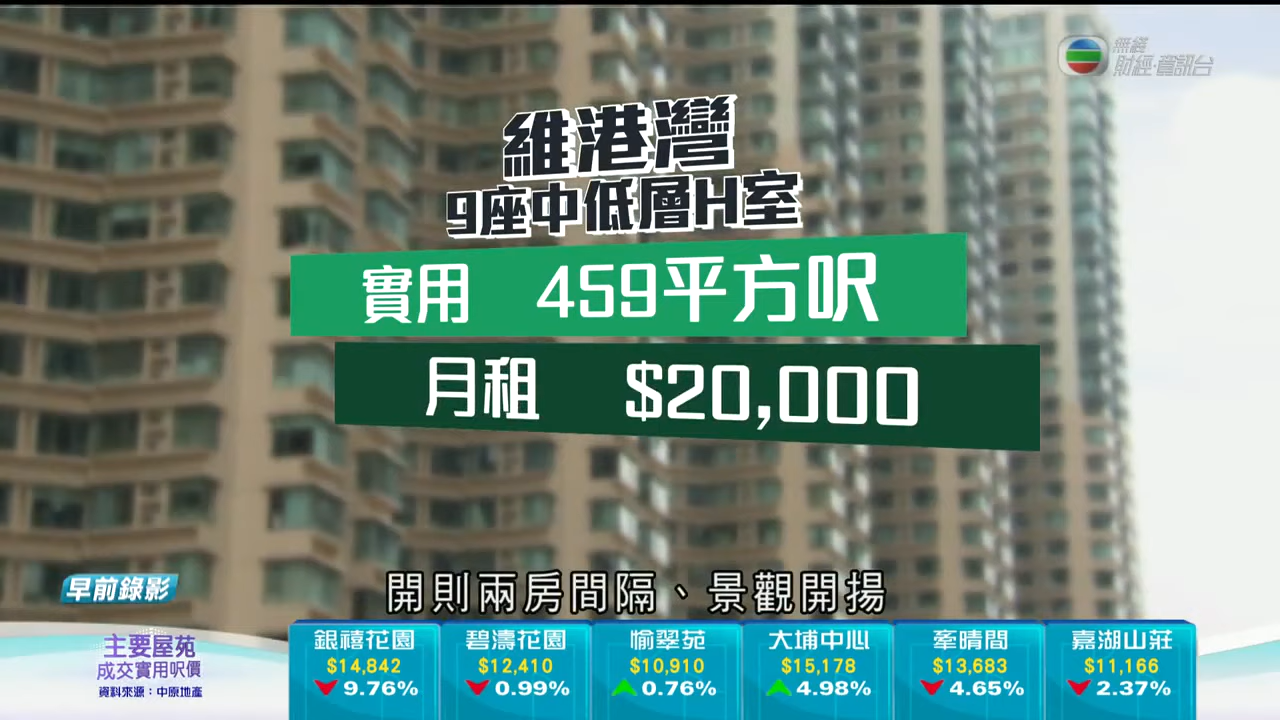 無綫
財經·資訊台
維港灣
9座中低層H室
實用 459平方呎
月租 $20,000
早前錄影
開則兩房間隔、景觀開揚
主要屋苑
成交實用呎價
資料來源：中原地產
銀禧花園
$14,842
9.76%
碧濤花園
$12,410
0.99%
愉翠苑
$10,910
0.76%
大埔中心
$15,178
4.98%
峯晴間
$13,683
4.65%
嘉湖山莊
$11,166
2.37%